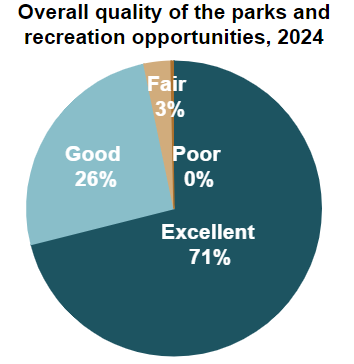 Overall quality of the parks and
recreation opportunities, 2024
Fair
3%
Good
26%
Poor
0%
Excellent
71%